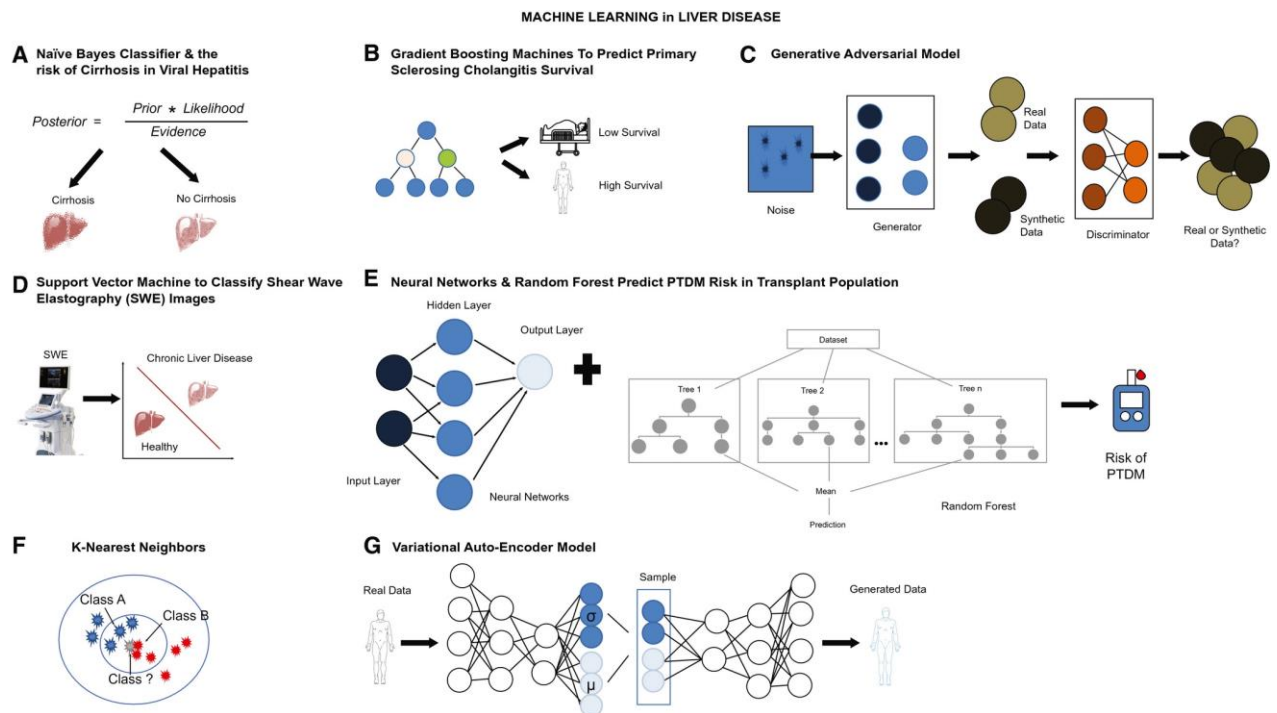 MACHINE LEARNING in LIVER DISEASE
A Naïve Bayes Classifier & the
risk of Cirrhosis in Viral Hepatitis
Posterior = Prior * Likelihood
Evidence
Cirrhosis
No Cirrhosis
B Gradient Boosting Machines To Predict Primary
Sclerosing Cholangitis Survival
Low Survival
High Survival
C Generative Adversarial Model
Noise
Generator
Real
Data
Synthetic
Data
Discriminator
Real or Synthetic
Data?
D Support Vector Machine to Classify Shear Wave
Elastography (SWE) Images
SWE
Chronic Liver Disease
Healthy
E Neural Networks & Random Forest Predict PTDM Risk in Transplant Population
Hidden Layer
Output Layer
Input Layer
Neural Networks
Dataset
Tree 1
Tree 2
Tree n
...
Mean
Prediction
Random Forest
Risk of
PTDM
F K-Nearest Neighbors
Class A
Class B
Class ?
G Variational Auto-Encoder Model
Real Data
σ
μ
Sample
Generated Data